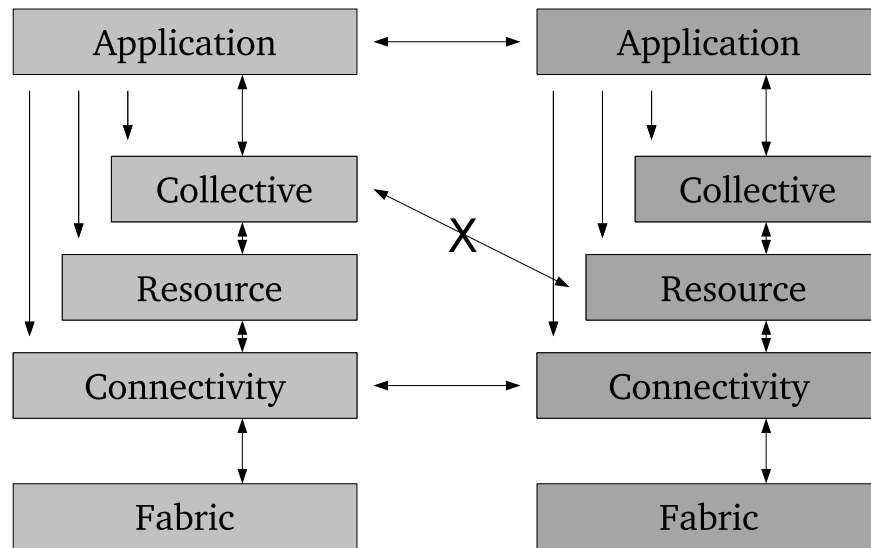 Application
Application
Collective
Collective
X
Resource
Resource
Connectivity
Connectivity
Fabric
Fabric